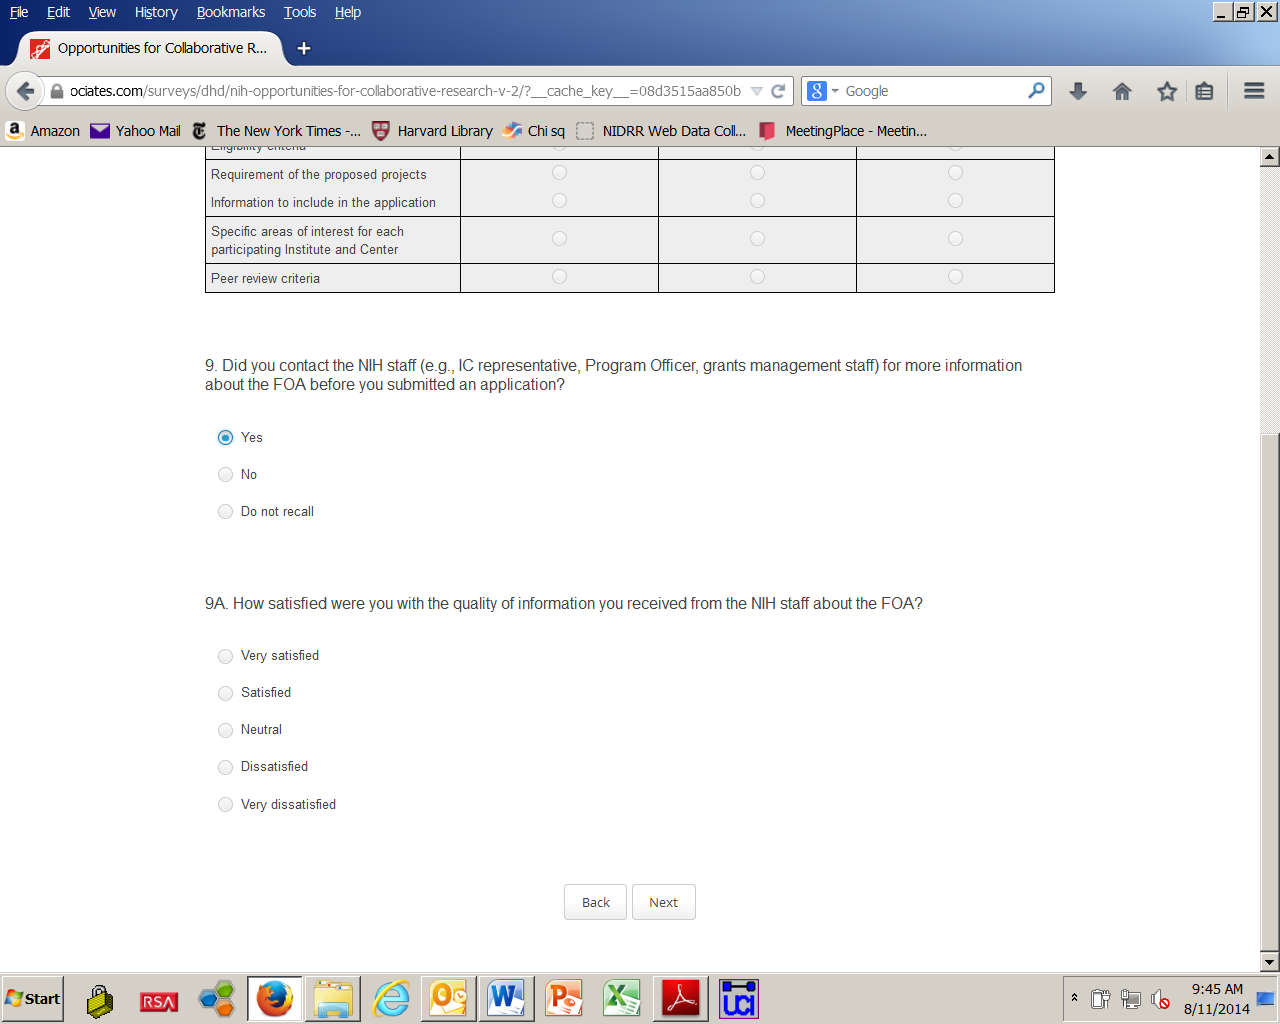 File Edit View History Bookmarks Tools Help
Opportunities for Collaborative R...
ociates.com/surveys/dhd/nih-opportunities-for-collaborative-research-v-2/?__cache_key__=08d3515aa850b
Google
Amazon Yahoo Mail The New York Times -... Harvard Library Chi sq NIDRR Web Data Coll... MeetingPlace - Meetin...
Eligibility criteria
Requirement of the proposed projects
Information to include in the application
Specific areas of interest for each
participating Institute and Center
Peer review criteria
9. Did you contact the NIH staff (e.g., IC representative, Program Officer, grants management staff) for more information
about the FOA before you submitted an application?
Yes
No
Do not recall
9A. How satisfied were you with the quality of information you received from the NIH staff about the FOA?
Very satisfied
Satisfied
Neutral
Dissatisfied
Very dissatisfied
Back Next
Start RSA UCI 9:45 AM
8/11/2014